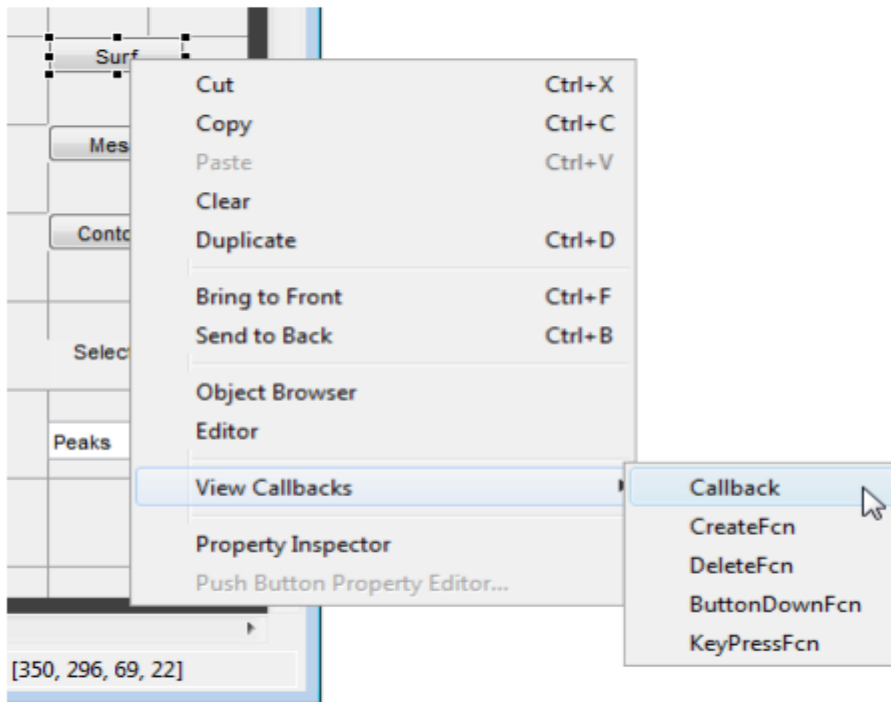 Surf
Cut Ctrl+X
Copy Ctrl+C
Paste Ctrl+V
Clear
Duplicate Ctrl+D
Bring to Front Ctrl+F
Send to Back Ctrl+B
Object Browser
Editor
View Callbacks
Property Inspector
Push Button Property Editor...
Callback
CreateFcn
DeleteFcn
ButtonDownFcn
KeyPressFcn
Mes
Conto
Select
Peaks
[350, 296, 69, 22]